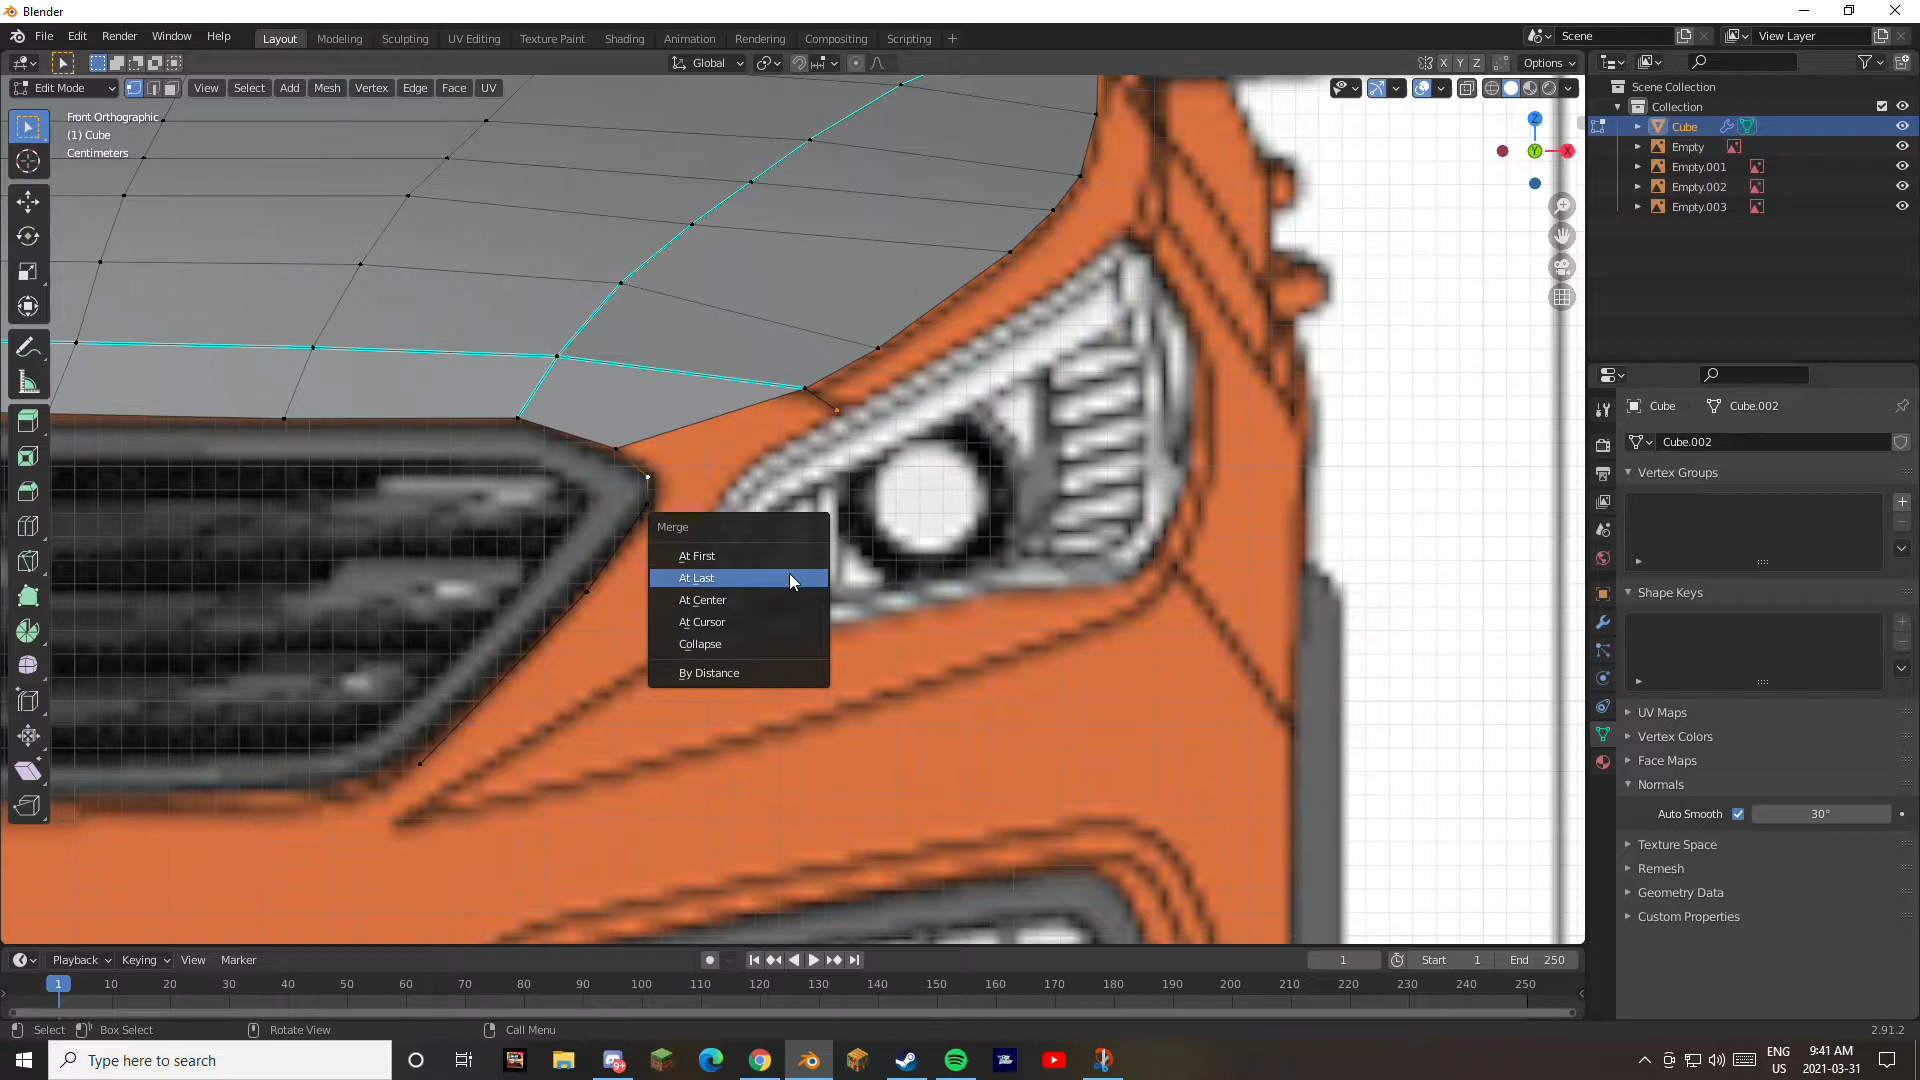 Blender
File Edit Render Window Help
Layout Modeling Sculpting UV Editing Texture Paint Shading Animation Rendering Compositing Scripting +
Scene
View Layer
Global
X Y Z Options
Edit Mode
View Select Add Mesh Vertex Edge Face UV
Front Orthographic
(1) Cube
Centimeters
Z
Y
X
Merge
At First
At Last
At Center
At Cursor
Collapse
By Distance
Scene Collection
Collection
Cube
Empty
Empty.001
Empty.002
Empty.003
Cube Cube.002
Cube.002
Vertex Groups
Shape Keys
UV Maps
Vertex Colors
Face Maps
Normals
Auto Smooth 30°
Texture Space
Remesh
Geometry Data
Custom Properties
Playback Keying View Marker
1 Start 1 End 250
1 10 20 30 40 50 60 70 80 90 100 110 120 130 140 150 160 170 180 190 200 210 220 230 240 250
Select Box Select Rotate View Call Menu 2.91.2
Type here to search
9+
ENG
US
9:41 AM
2021-03-31